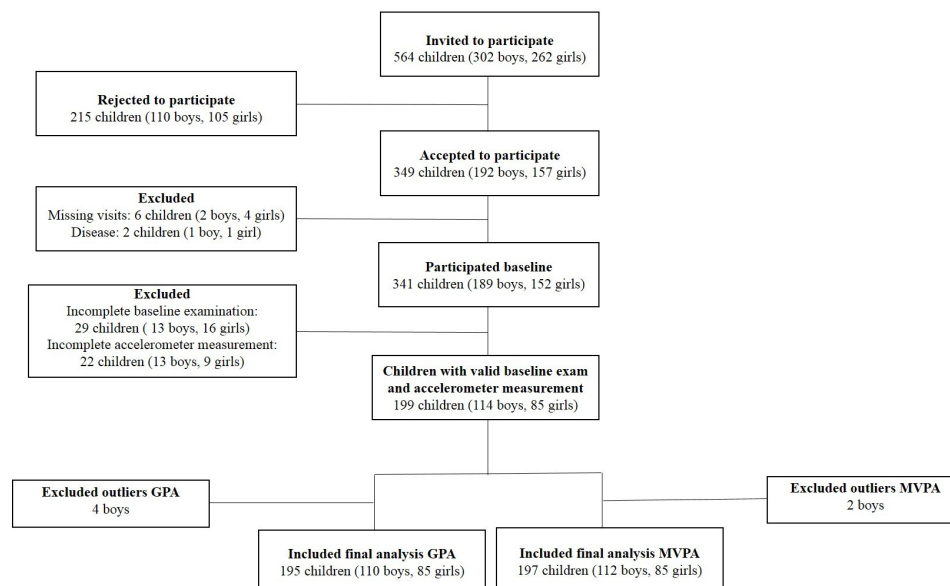 Invited to participate
564 children (302 boys, 262 girls)
Rejected to participate
215 children (110 boys, 105 girls)
Accepted to participate
349 children (192 boys, 157 girls)
Excluded
Missing visits: 6 children (2 boys, 4 girls)
Disease: 2 children (1 boy, 1 girl)
Participated baseline
341 children (189 boys, 152 girls)
Excluded
Incomplete baseline examination:
29 children ( 13 boys, 16 girls)
Incomplete accelerometer measurement:
22 children (13 boys, 9 girls)
Children with valid baseline exam
and accelerometer measurement
199 children (114 boys, 85 girls)
Excluded outliers GPA
4 boys
Excluded outliers MVPA
2 boys
Included final analysis GPA
195 children (110 boys, 85 girls)
Included final analysis MVPA
197 children (112 boys, 85 girls)